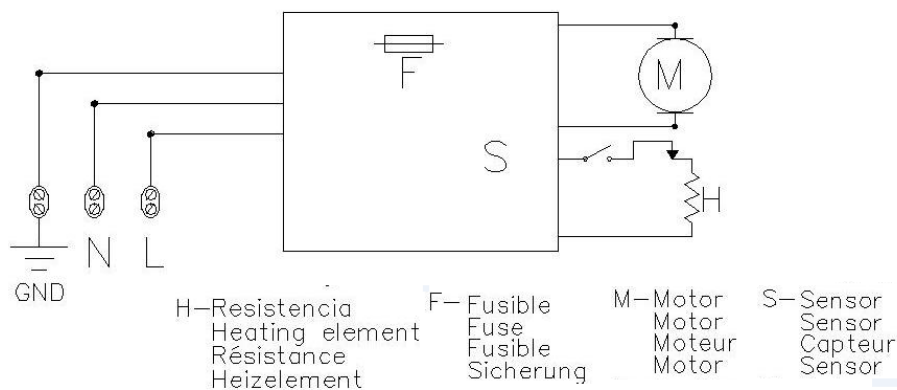 F
M
S
H
N
L
GND
H-Resistencia
Heating element
Résistance
Heizelement
F- Fusible
Fuse
Fusible
Sicherung
M-Motor
Motor
Moteur
Motor
S-Sensor
Sensor
Capteur
Sensor